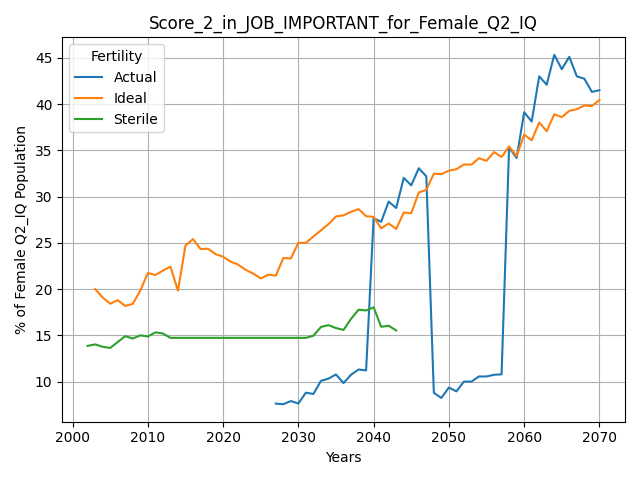 Score_2_in_JOB_IMPORTANT_for_Female_Q2_IQ
Fertility
Actual
Ideal
Sterile
% of Female Q2_IQ Population
45
40
35
30
25
20
15
10
2000 2010 2020 2030 2040 2050 2060 2070
Years